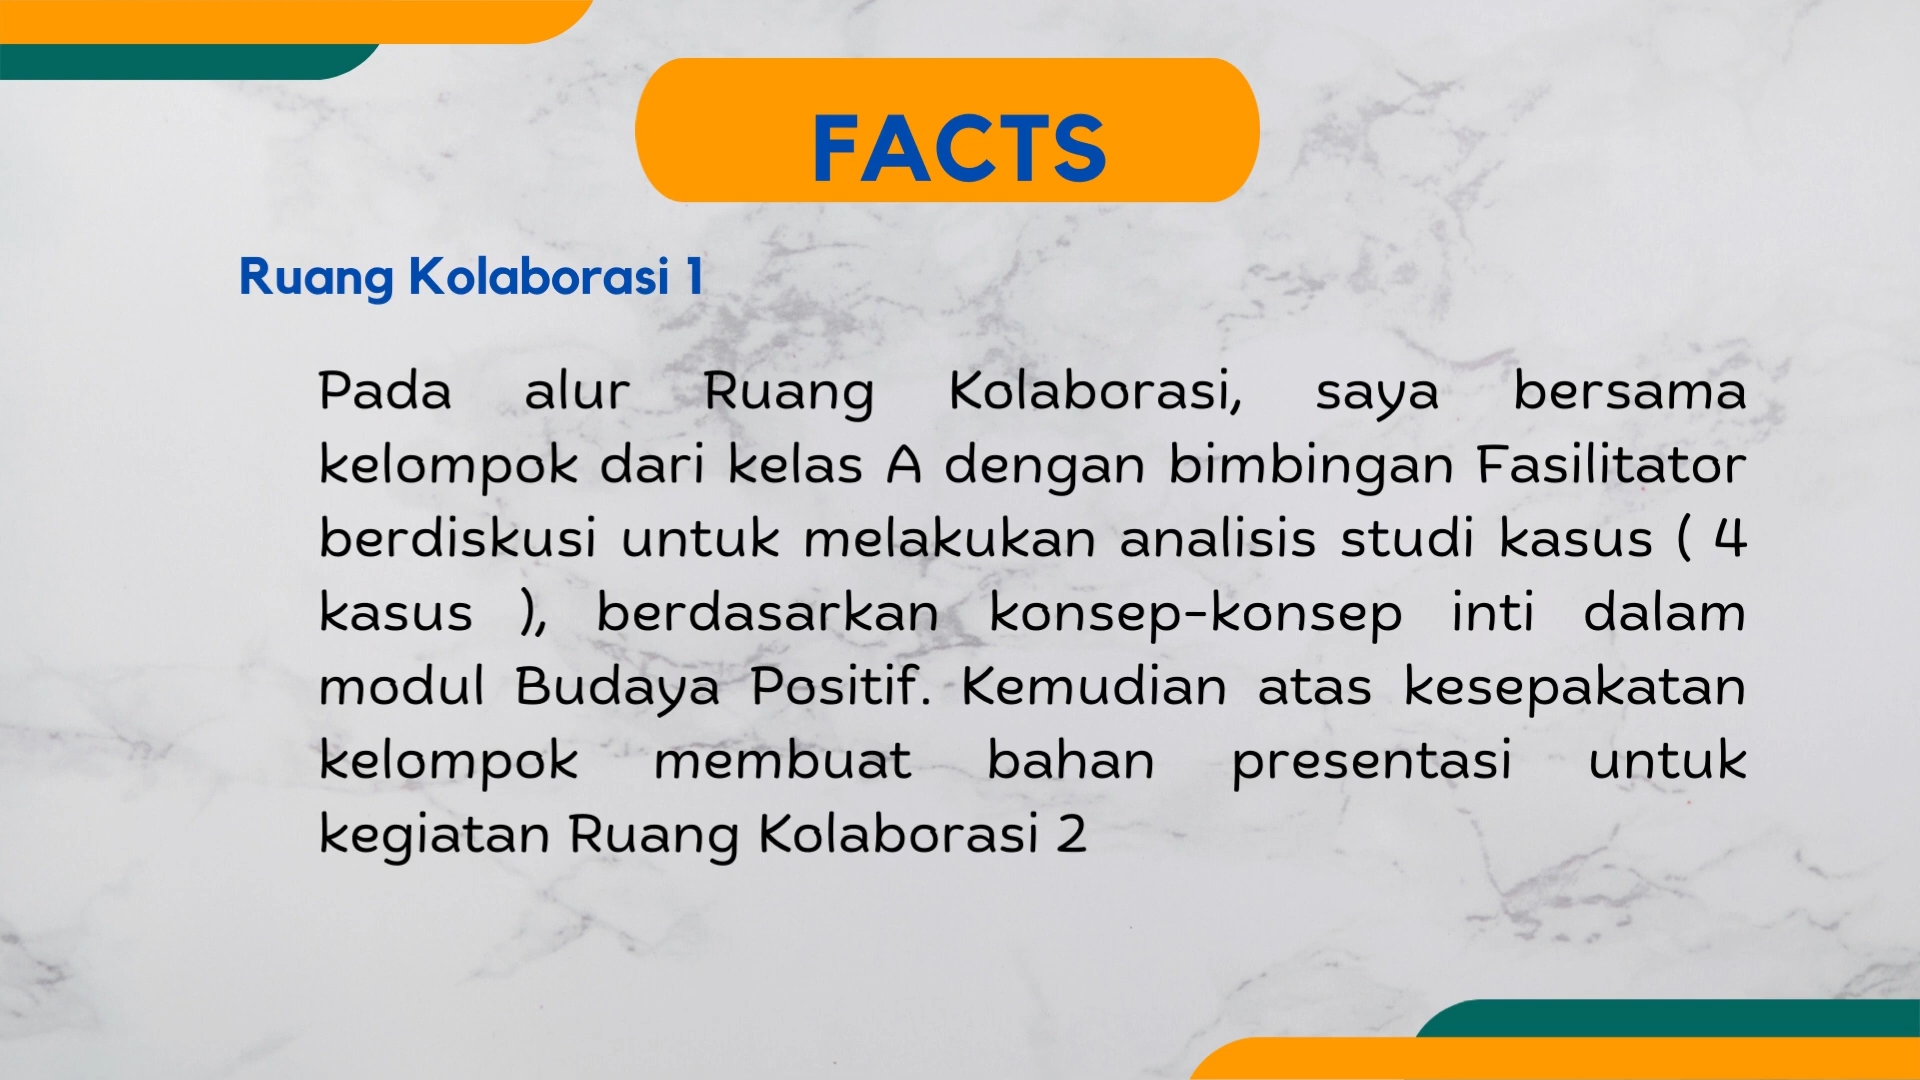 FACTS
Ruang Kolaborasi 1
Pada alur Ruang Kolaborasi, saya bersama
kelompok dari kelas A dengan bimbingan Fasilitator
berdiskusi untuk melakukan analisis studi kasus ( 4
kasus ), berdasarkan konsep-konsep inti dalam
modul Budaya Positif. Kemudian atas kesepakatan
kelompok membuat bahan presentasi untuk
kegiatan Ruang Kolaborasi 2